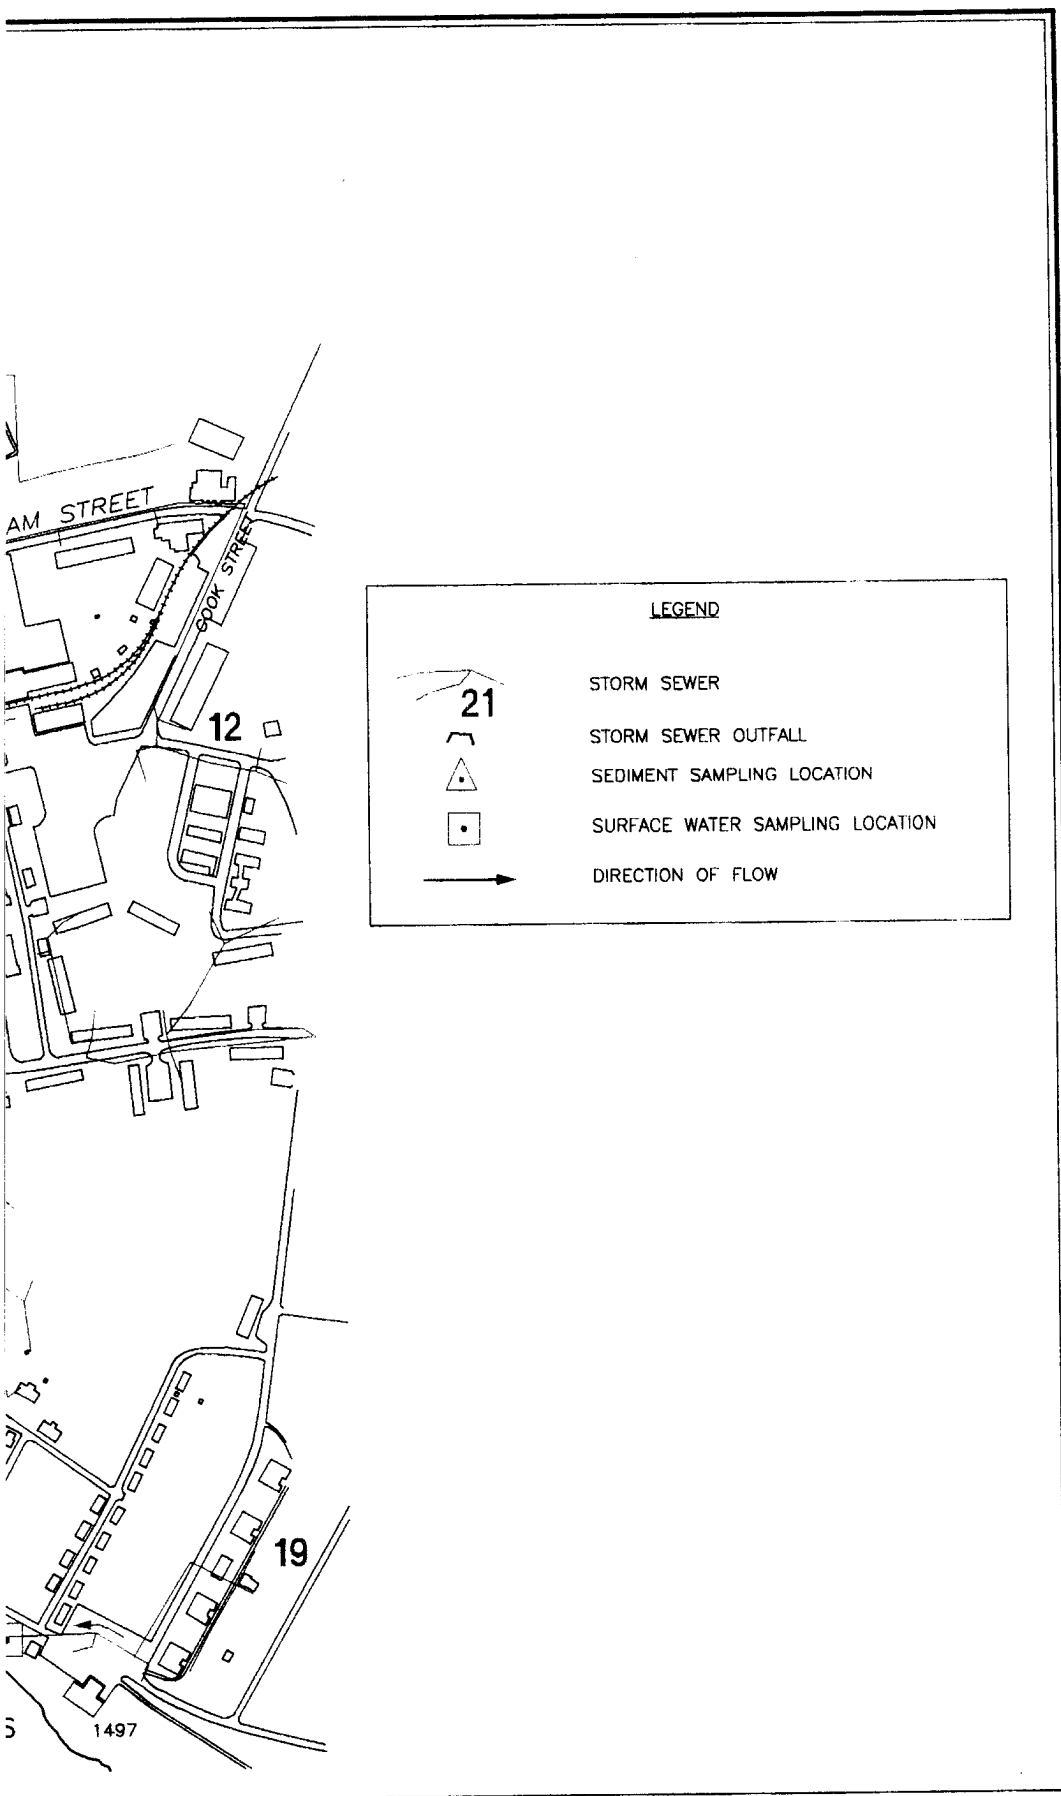 AM STREET
COOK STREET
LEGEND
21 STORM SEWER
STORM SEWER OUTFALL
SEDIMENT SAMPLING LOCATION
SURFACE WATER SAMPLING LOCATION
DIRECTION OF FLOW
12
19
1497